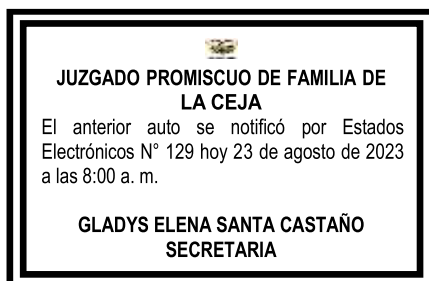 JUZGADO PROMISCUO DE FAMILIA DE
LA CEJA
El anterior auto se notificó por Estados
Electrónicos N° 129 hoy 23 de agosto de 2023
a las 8:00 a. m.
GLADYS ELENA SANTA CASTAÑO
SECRETARIA